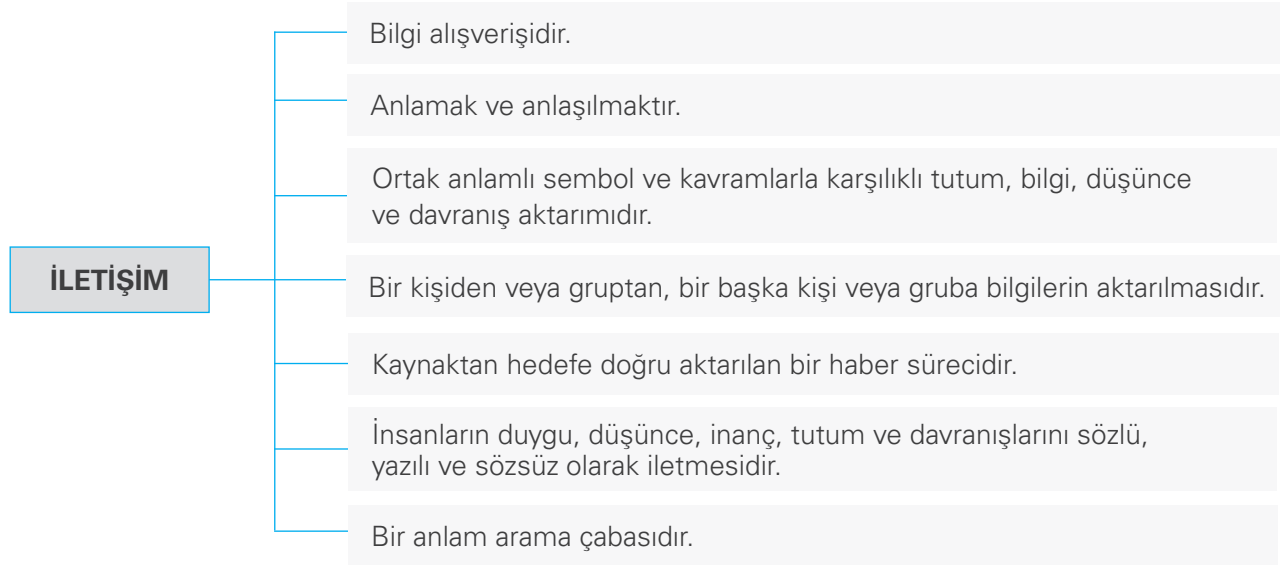 Bilgi alışverişidir.
Anlamak ve anlaşılmaktır.
Ortak anlamlı sembol ve kavramlarla karşılıklı tutum, bilgi, düşünce
ve davranış aktarımıdır.
İLETİŞİM
Bir kişiden veya gruptan, bir başka kişi veya gruba bilgilerin aktarılmasıdır.
Kaynaktan hedefe doğru aktarılan bir haber sürecidir.
İnsanların duygu, düşünce, inanç, tutum ve davranışlarını sözlü,
yazılı ve sözsüz olarak iletmesidir.
Bir anlam arama çabasıdır.